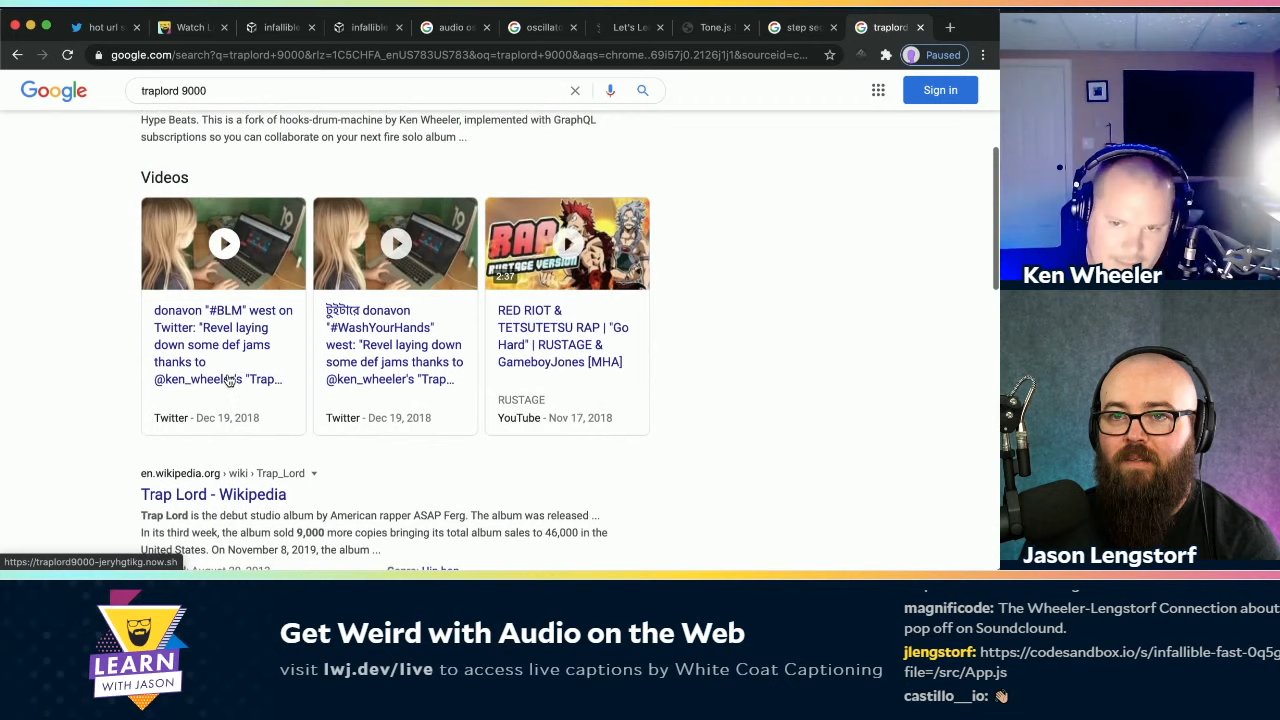 hot url s
Watch L
infallible
infallible
audio os
oscillato
Let's Le
Tone.js
step sec
traplord
google.com/search?q=traplord+9000&rlz=1C5CHFA_enUS783US783&oq=traplord+9000&aqs=chrome..69i57j0.2126j1j1&sourceid=c...
Paused
Google
traplord 9000
Sign in
Hype Beats. This is a fork of hooks-drum-machine by Ken Wheeler, implemented with GraphQL
subscriptions so you can collaborate on your next fire solo album ...
Videos
RAP
RUSTAGE VERSION
2:37
donavon "#BLM" west on
Twitter: "Revel laying
down some def jams
thanks to
@ken_wheeler's "Trap...
Twitter - Dec 19, 2018
টুইটারে donavon
"#WashYourHands"
west: "Revel laying down
some def jams thanks to
@ken_wheeler's "Trap...
Twitter - Dec 19, 2018
RED RIOT &
TETSUTETSU RAP | "Go
Hard" | RUSTAGE &
GameboyJones [MHA]
RUSTAGE
YouTube - Nov 17, 2018
en.wikipedia.org › wiki › Trap_Lord
Trap Lord - Wikipedia
Trap Lord is the debut studio album by American rapper ASAP Ferg. The album was released ...
In its third week, the album sold 9,000 more copies bringing its total album sales to 46,000 in the
United States. On November 8, 2019, the album ...
https://traplord9000-jeryhgtikg.now.sh
Ken Wheeler
Jason Lengstorf
LEARN
WITH JASON
Get Weird with Audio on the Web
visit lwj.dev/live to access live captions by White Coat Captioning
magnificode: The Wheeler-Lengstorf Connection about
pop off on Soundclound.
jlengstorf: https://codesandbox.io/s/infallible-fast-0q5g
file=/src/App.js
castillo__io: 👏🏼